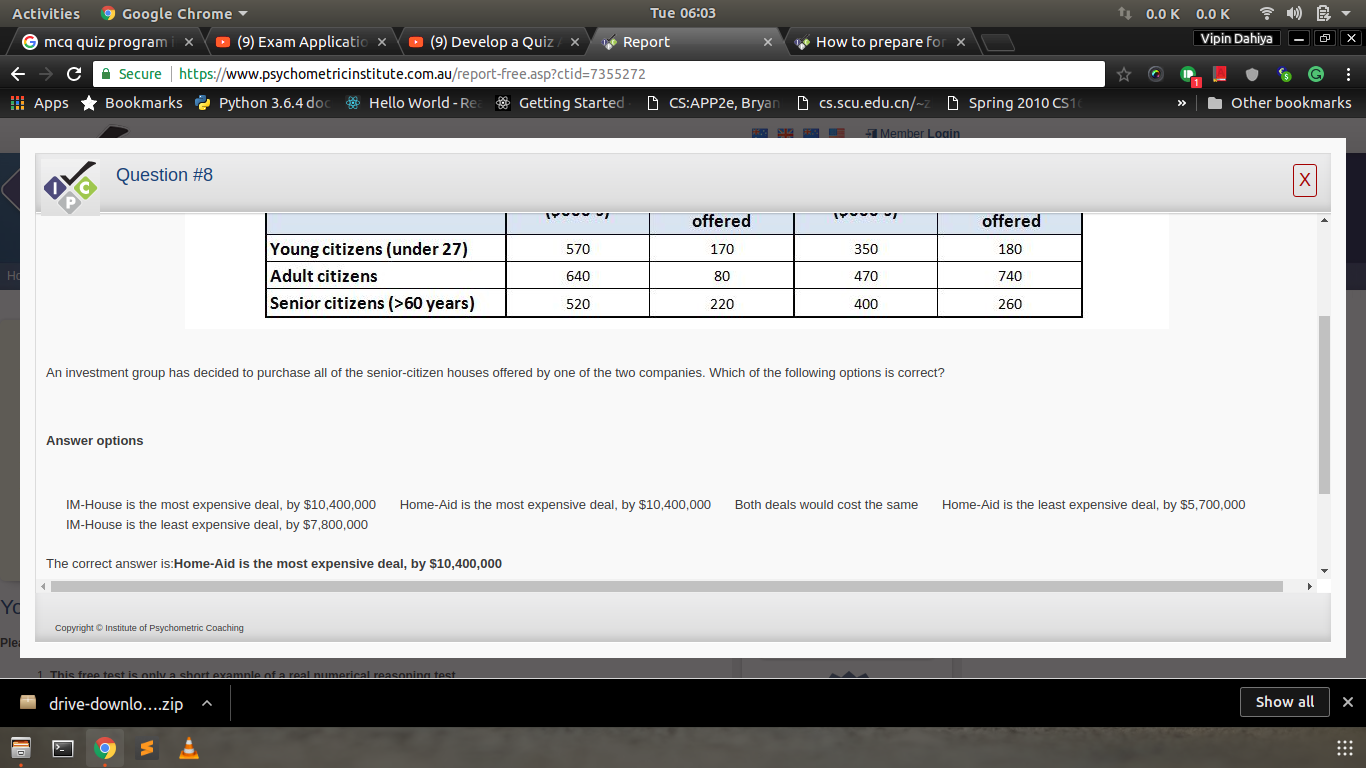 Activities Google Chrome Tue 06:03 0.0 K 0.0 K
mcq quiz program i (9) Exam Applicatio (9) Develop a Quiz A Report How to prepare for Vipin Dahiya
Secure https://www.psychometricinstitute.com.au/report-free.asp?ctid=7355272
1
Apps Bookmarks Python 3.6.4 doc Hello World - Rea Getting Started CS:APP2e, Bryan cs.scu.edu.cn/~z Spring 2010 CS10 » Other bookmarks
Member Login
I P C
Question #8 X
offered offered
Young citizens (under 27) 570 170 350 180
Adult citizens 640 80 470 740
Senior citizens (>60 years) 520 220 400 260
An investment group has decided to purchase all of the senior-citizen houses offered by one of the two companies. Which of the following options is correct?
Answer options
IM-House is the most expensive deal, by $10,400,000 Home-Aid is the most expensive deal, by $10,400,000 Both deals would cost the same Home-Aid is the least expensive deal, by $5,700,000
IM-House is the least expensive deal, by $7,800,000
The correct answer is:Home-Aid is the most expensive deal, by $10,400,000
Copyright © Institute of Psychometric Coaching
1. This free test is only a short example of a real numerical reasoning test
drive-downlo....zip Show all